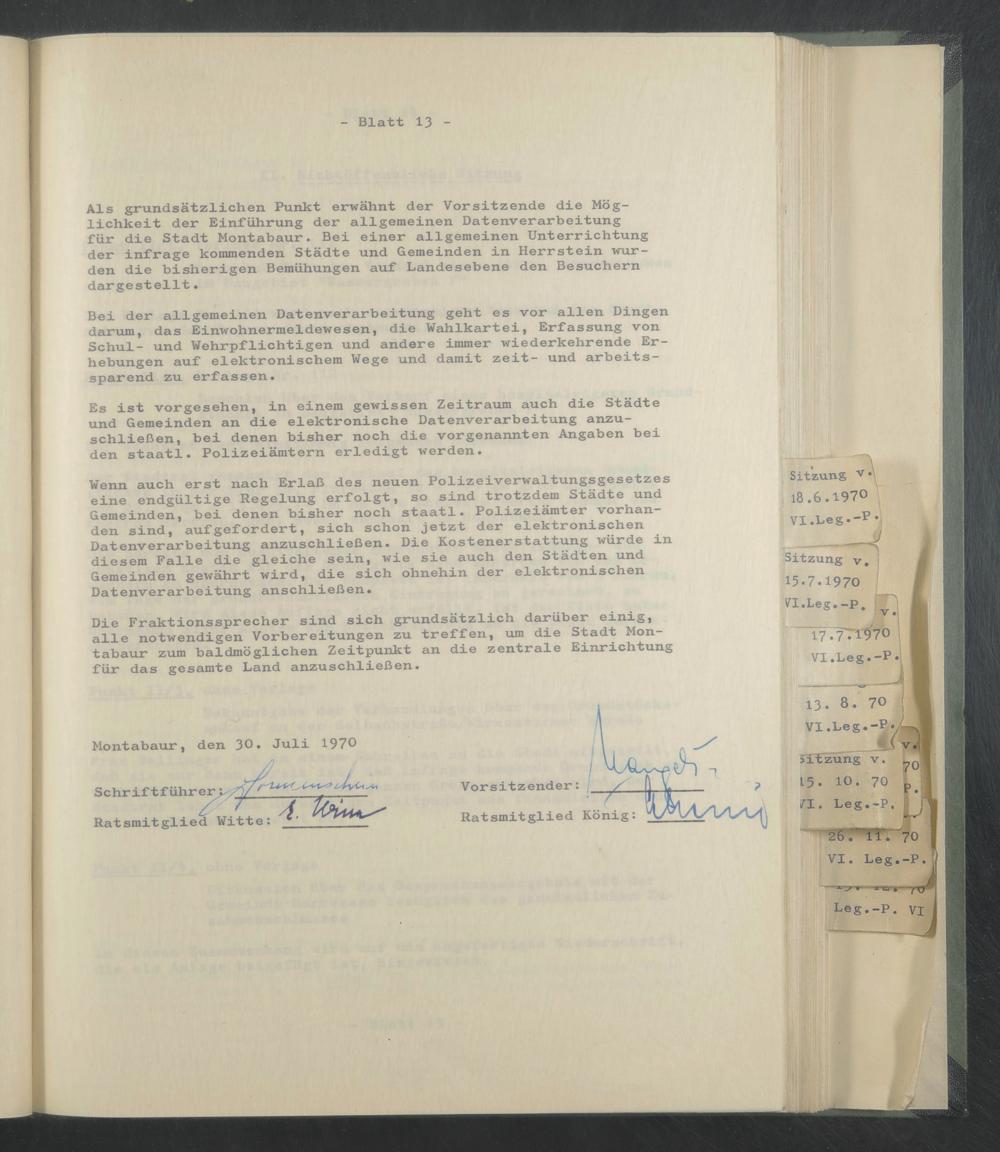 - Blatt 13 -
Als grundsätzlichen Punkt erwähnt der Vorsitzende die Mög-
lichkeit der Einführung der allgemeinen Datenverarbeitung
für die Stadt Montabaur. Bei einer allgemeinen Unterrichtung
der infrage kommenden Städte und Gemeinden in Herrstein wur-
den die bisherigen Bemühungen auf Landesebene den Besuchern
dargestellt.
Bei der allgemeinen Datenverarbeitung geht es vor allen Dingen
darum, das Einwohnermeldewesen, die Wahlkartei, Erfassung von
Schul- und Wehrpflichtigen und andere immer wiederkehrende Er-
hebungen auf elektronischem Wege und damit zeit- und arbeits-
sparend zu erfassen.
Es ist vorgesehen, in einem gewissen Zeitraum auch die Städte
und Gemeinden an die elektronische Datenverarbeitung anzu-
schließen, bei denen bisher noch die vorgenannten Angaben bei
den staatl. Polizeiämtern erledigt werden.
Wenn auch erst nach Erlaß des neuen Polizeiverwaltungsgesetzes
eine endgültige Regelung erfolgt, so sind trotzdem Städte und
Gemeinden, bei denen bisher noch staatl. Polizeiämter vorhan-
den sind, aufgefordert, sich schon jetzt der elektronischen
Datenverarbeitung anzuschließen. Die Kostenerstattung würde in
diesem Falle die gleiche sein, wie sie auch den Städten und
Gemeinden gewährt wird, die sich ohnehin der elektronischen
Datenverarbeitung anschließen.
Die Fraktionssprecher sind sich grundsätzlich darüber einig,
alle notwendigen Vorbereitungen zu treffen, um die Stadt Mon-
tabaur zum baldmöglichen Zeitpunkt an die zentrale Einrichtung
für das gesamte Land anzuschließen.
Montabaur, den 30. Juli 1970
Schriftführer:
Vorsitzender:
Ratsmitglied Witte:
Ratsmitglied König:
Sitzung v.
18.6.1970
VI.Leg.-P.
Sitzung v.
15.7.1970
VI.Leg.-P.
v.
17.7.1970
VI.Leg.-P.
13. 8. 70
VI.Leg.-P.
v.
70
P.
Sitzung v.
15. 10. 70
VI. Leg.-P.
26. 11. 70
VI. Leg.-P.
Leg.-P. VI